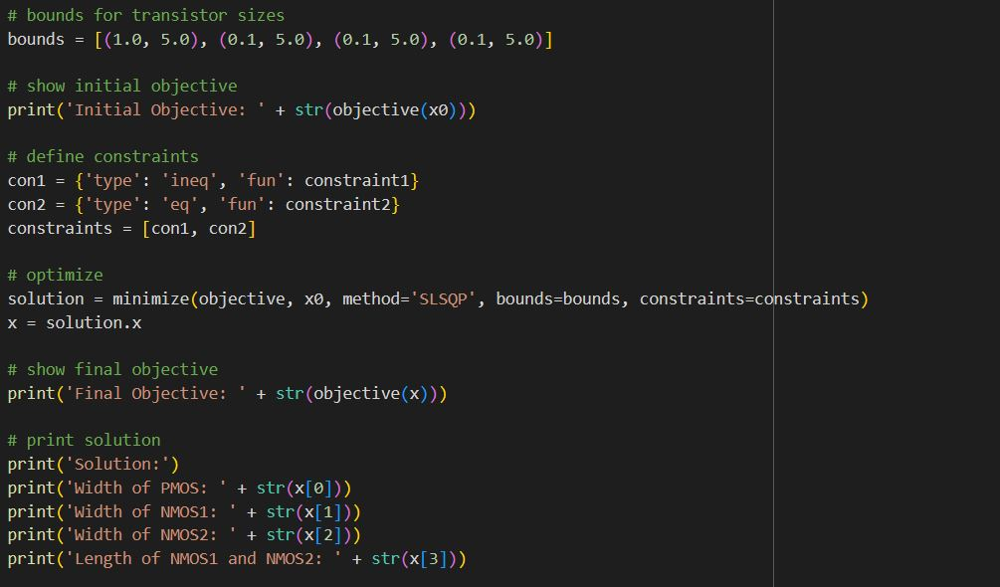 # bounds for transistor sizes
bounds = [(1.0, 5.0), (0.1, 5.0), (0.1, 5.0), (0.1, 5.0)]
# show initial objective
print('Initial Objective: ' + str(objective(x0)))
# define constraints
con1 = {'type': 'ineq', 'fun': constraint1}
con2 = {'type': 'eq', 'fun': constraint2}
constraints = [con1, con2]
# optimize
solution = minimize(objective, x0, method='SLSQP', bounds=bounds, constraints=constraints)
x = solution.x
# show final objective
print('Final Objective: ' + str(objective(x)))
# print solution
print('Solution:')
print('Width of PMOS: ' + str(x[0]))
print('Width of NMOS1: ' + str(x[1]))
print('Width of NMOS2: ' + str(x[2]))
print('Length of NMOS1 and NMOS2: ' + str(x[3]))